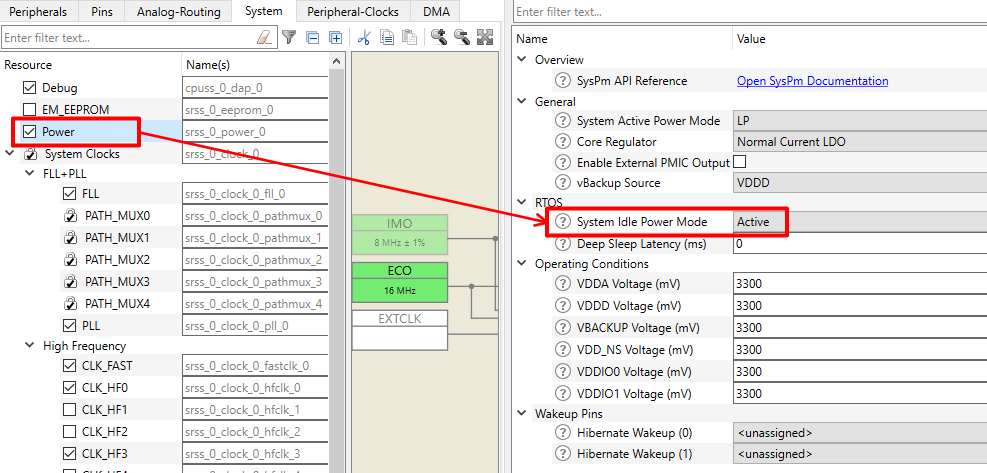 Peripherals Pins Analog-Routing System Peripheral-Clocks DMA
Enter filter text...
Resource Name(s)
Debug cpuss_0_dap_0
EM_EEPROM srss_0_eeprom_0
Power srss_0_power_0
System Clocks srss_0_clock_0
FLL+PLL
FLL srss_0_clock_0_fll_0
PATH_MUX0 srss_0_clock_0_pathmux_0
PATH_MUX1 srss_0_clock_0_pathmux_1
PATH_MUX2 srss_0_clock_0_pathmux_2
PATH_MUX3 srss_0_clock_0_pathmux_3
PATH_MUX4 srss_0_clock_0_pathmux_4
PLL srss_0_clock_0_pll_0
High Frequency
CLK_FAST srss_0_clock_0_fastclk_0
CLK_HF0 srss_0_clock_0_hfclk_0
CLK_HF1 srss_0_clock_0_hfclk_1
CLK_HF2 srss_0_clock_0_hfclk_2
CLK_HF3 srss_0_clock_0_hfclk_3
IMO
8 MHz ± 1%
ECO
16 MHz
EXTCLK
Enter filter text...
Name Value
Overview
SysPm API Reference Open SysPm Documentation
General
System Active Power Mode LP
Core Regulator Normal Current LDO
Enable External PMIC Output
vBackup Source VDDD
RTOS
System Idle Power Mode Active
Deep Sleep Latency (ms) 0
Operating Conditions
VDDA Voltage (mV) 3300
VDDD Voltage (mV) 3300
VBACKUP Voltage (mV) 3300
VDD_NS Voltage (mV) 3300
VDDIO0 Voltage (mV) 3300
VDDIO1 Voltage (mV) 3300
Wakeup Pins
Hibernate Wakeup (0) <unassigned>
Hibernate Wakeup (1) <unassigned>